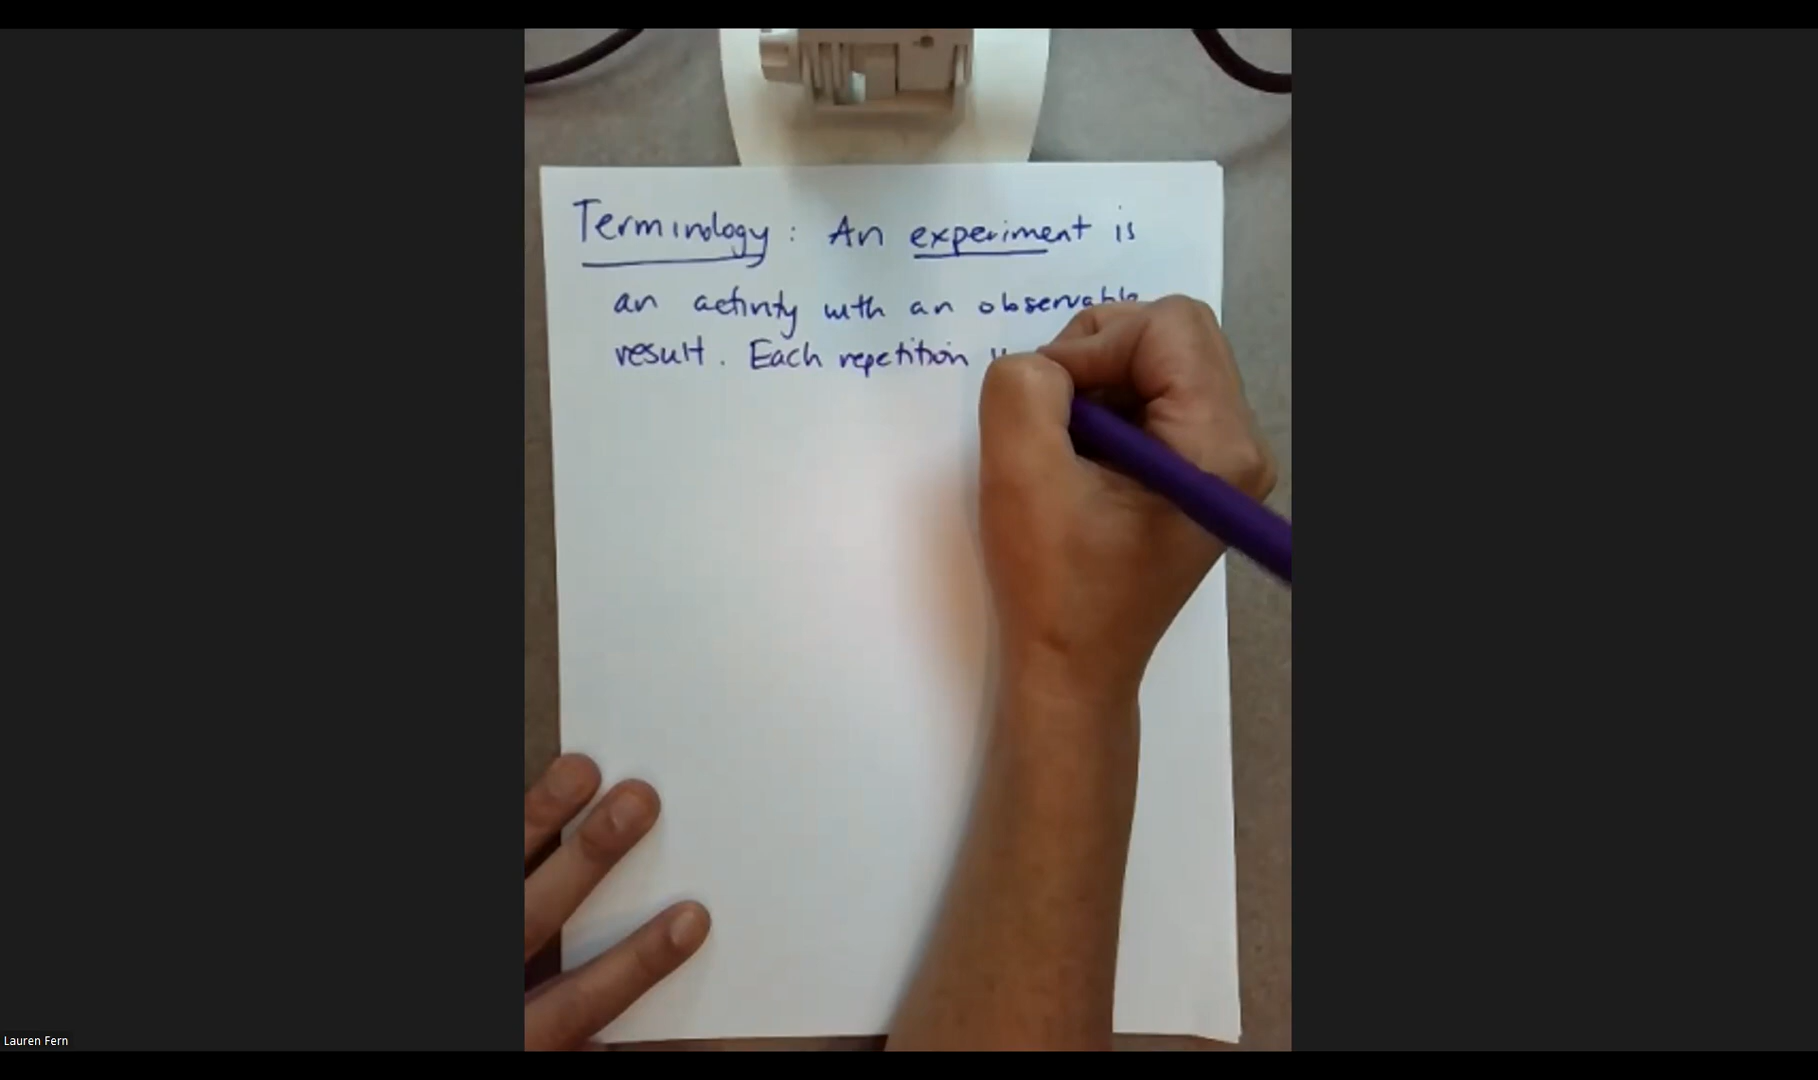 Terminology: An experiment is
an activity with an observable
result. Each repetition
Lauren Fern